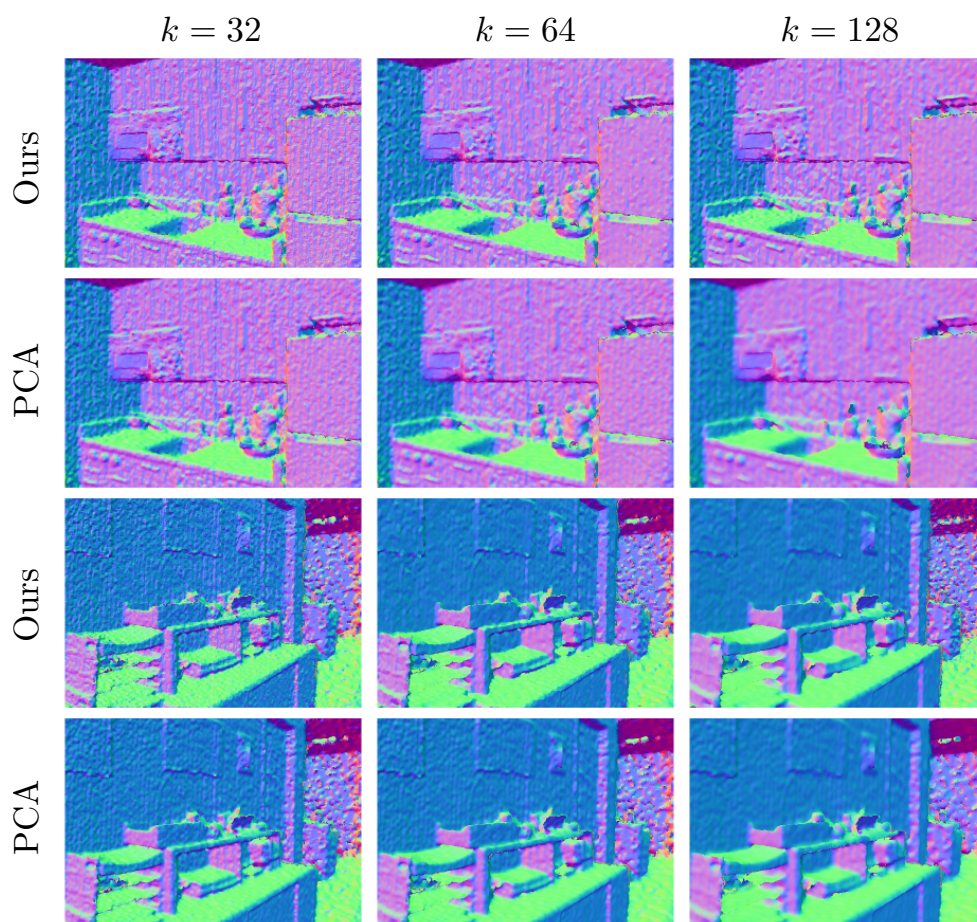 k = 32 k = 64 k = 128
Ours
PCA
Ours
PCA